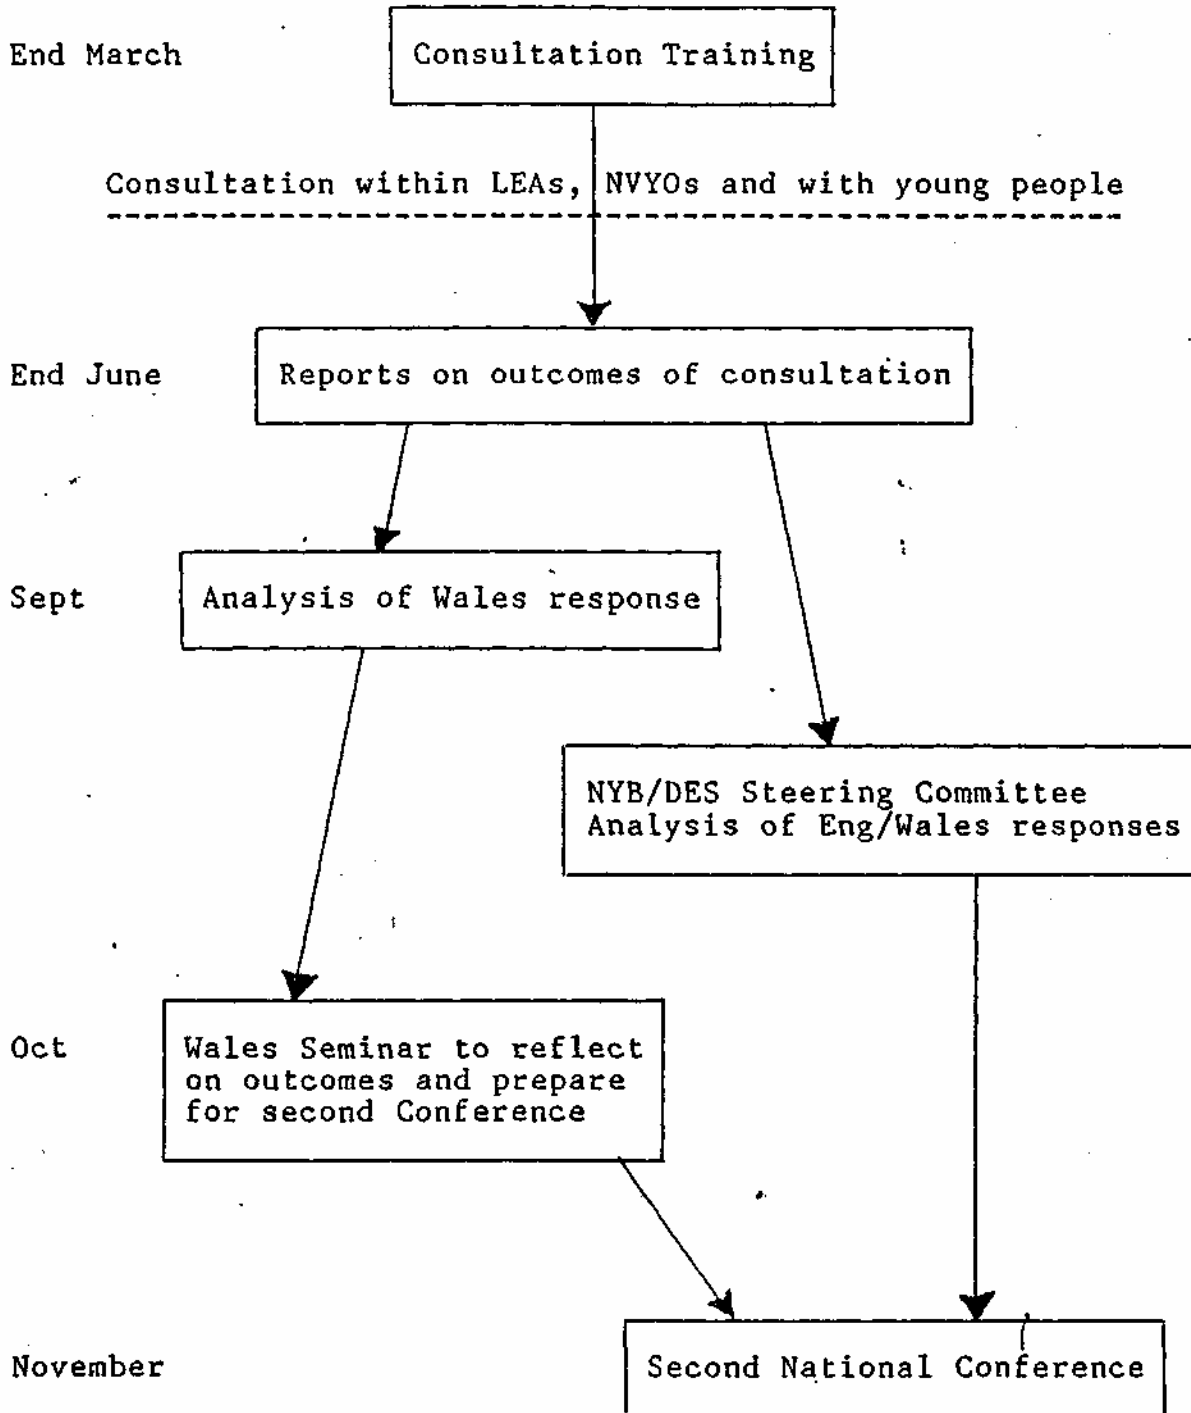 End March
Consultation Training
Consultation within LEAs, NVYOs and with young people
End June
Reports on outcomes of consultation
Sept
Analysis of Wales response
NYB/DES Steering Committee
Analysis of Eng/Wales responses
Oct
Wales Seminar to reflect
on outcomes and prepare
for second Conference
November
Second National Conference